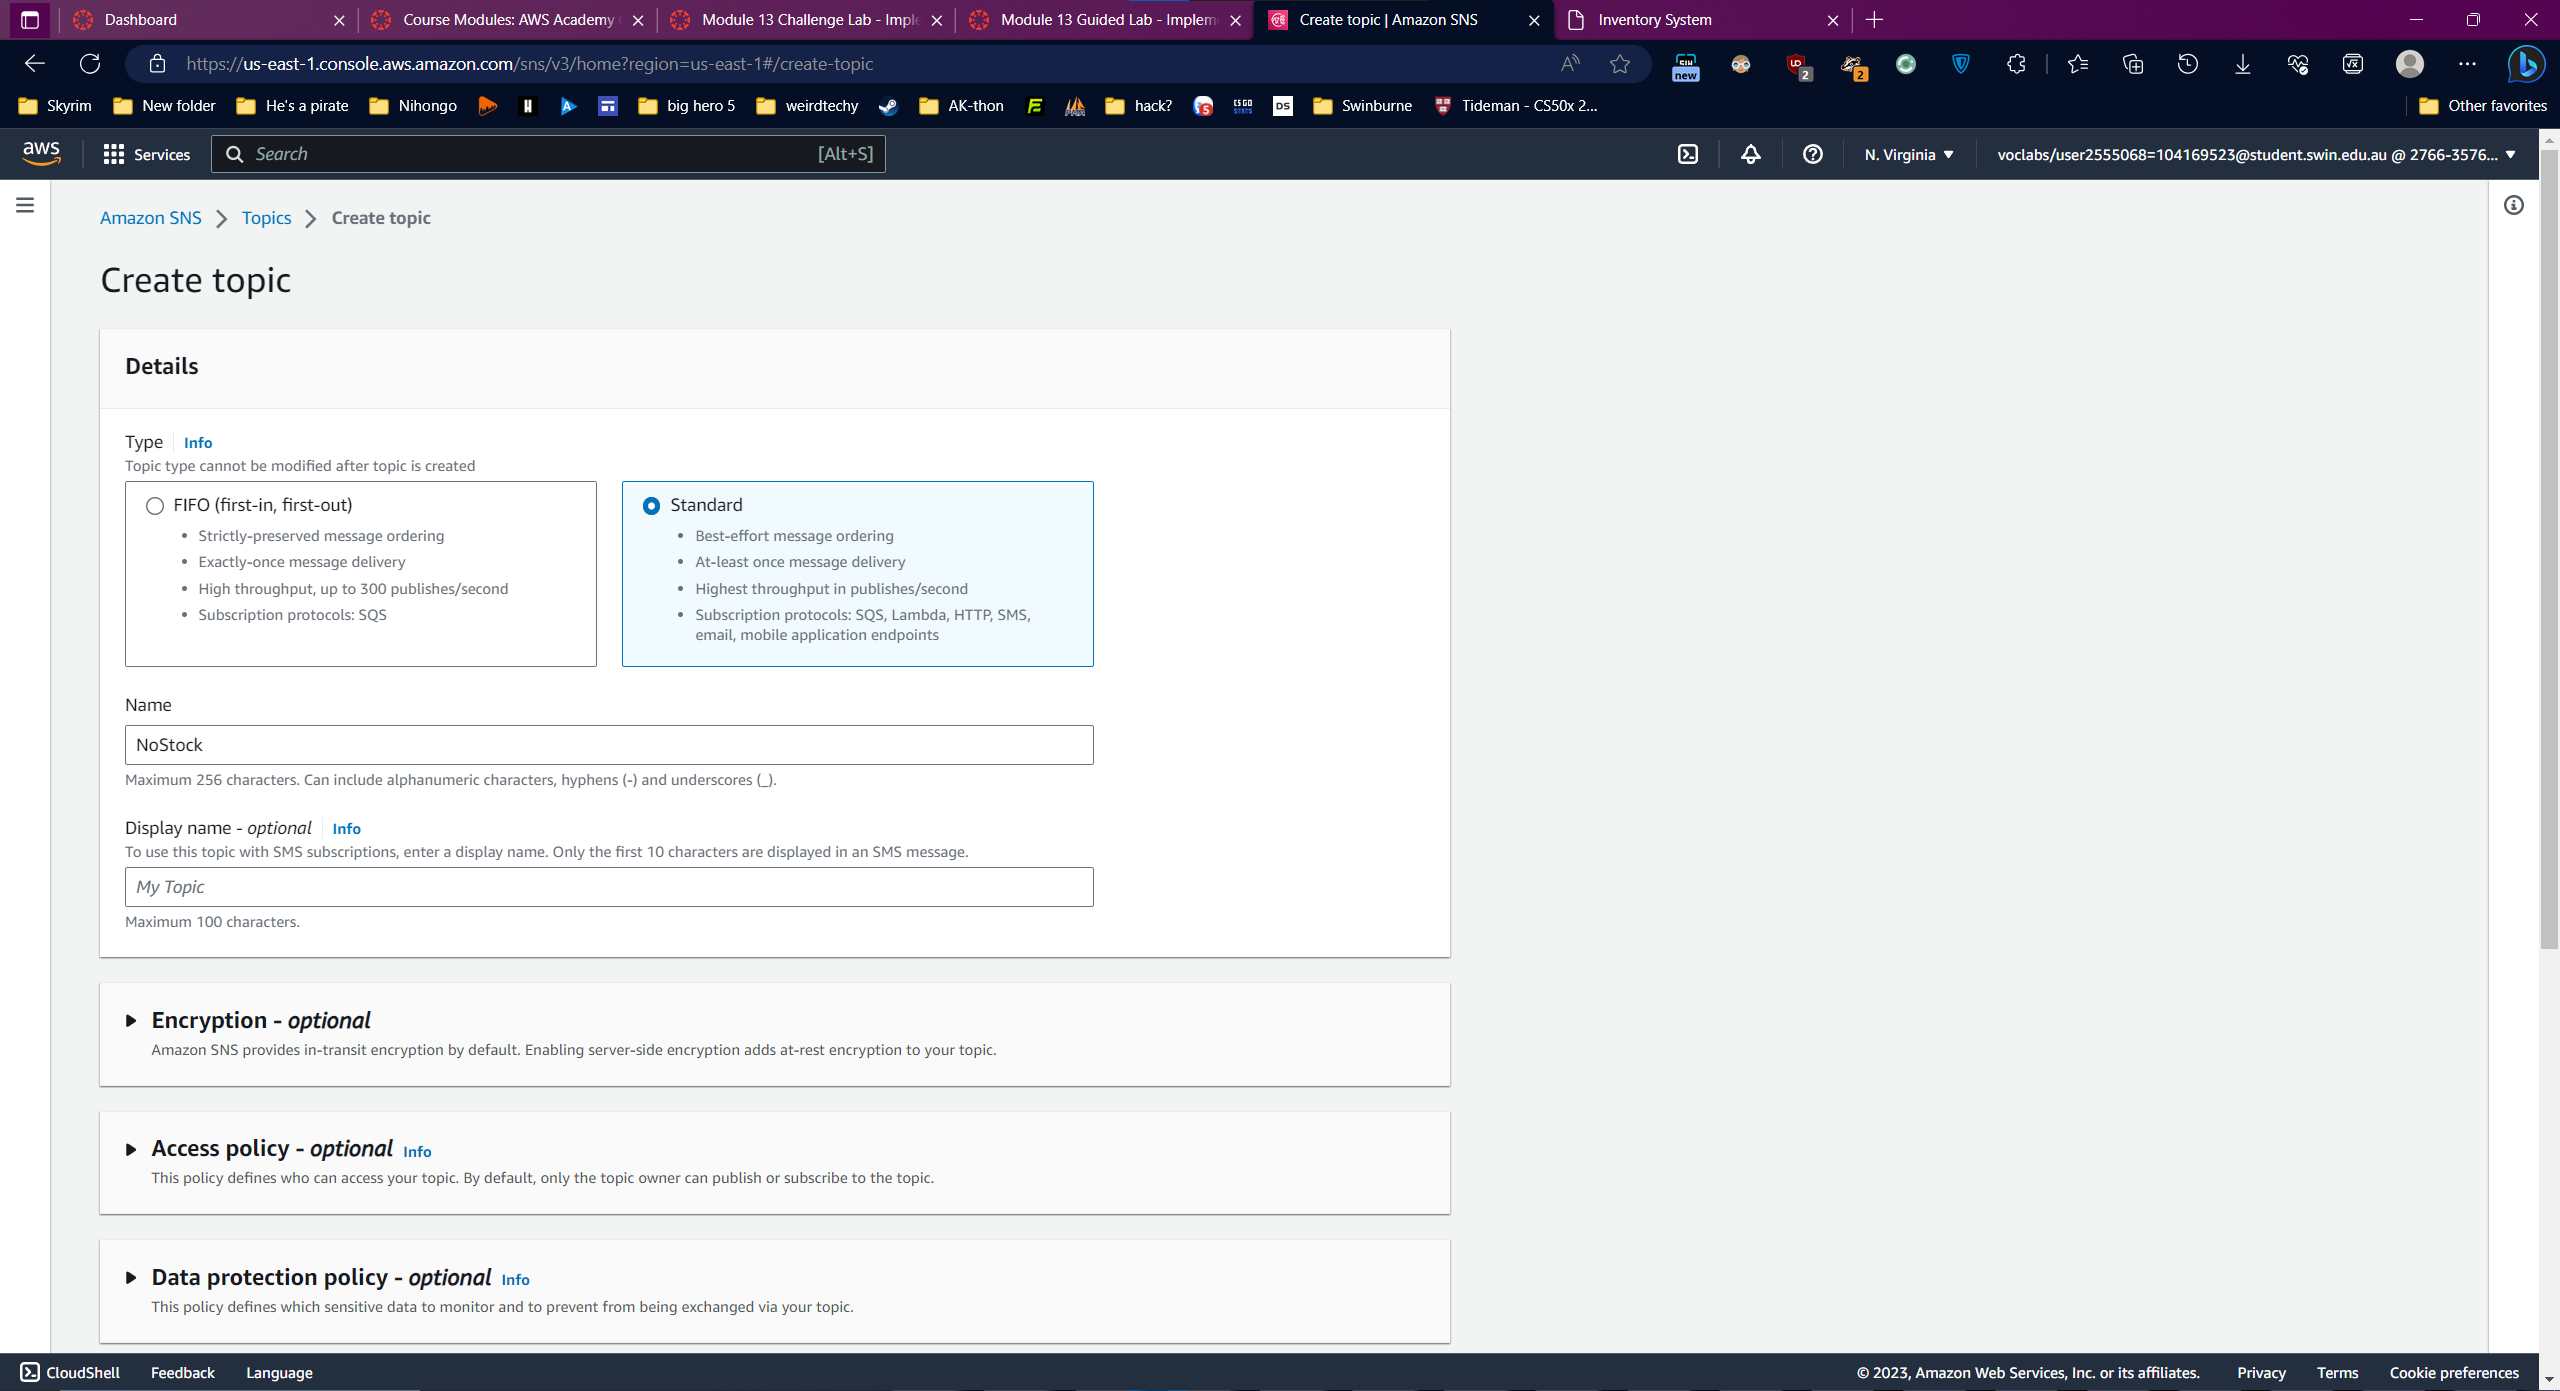 Dashboard
Course Modules: AWS Academy
Module 13 Challenge Lab - Imple
Module 13 Guided Lab - Implem
Create topic | Amazon SNS
Inventory System
https://us-east-1.console.aws.amazon.com/sns/v3/home?region=us-east-1#/create-topic
new
2
2
Skyrim
New folder
He's a pirate
Nihongo
big hero 5
weirdtechy
AK-thon
hack?
DS
Swinburne
Tideman - CS50x 2...
Other favorites
aws
Services
Search
[Alt+S]
N. Virginia
voclabs/user2555068=104169523@student.swin.edu.au @ 2766-3576...
Amazon SNS
Topics
Create topic
Create topic
Details
Type
Info
Topic type cannot be modified after topic is created
FIFO (first-in, first-out)
• Strictly-preserved message ordering
• Exactly-once message delivery
• High throughput, up to 300 publishes/second
• Subscription protocols: SQS
Standard
• Best-effort message ordering
• At-least once message delivery
• Highest throughput in publishes/second
• Subscription protocols: SQS, Lambda, HTTP, SMS,
email, mobile application endpoints
Name
NoStock
Maximum 256 characters. Can include alphanumeric characters, hyphens (-) and underscores (_).
Display name - optional
Info
To use this topic with SMS subscriptions, enter a display name. Only the first 10 characters are displayed in an SMS message.
My Topic
Maximum 100 characters.
Encryption - optional
Amazon SNS provides in-transit encryption by default. Enabling server-side encryption adds at-rest encryption to your topic.
Access policy - optional Info
This policy defines who can access your topic. By default, only the topic owner can publish or subscribe to the topic.
Data protection policy - optional Info
This policy defines which sensitive data to monitor and to prevent from being exchanged via your topic.
CloudShell
Feedback
Language
© 2023, Amazon Web Services, Inc. or its affiliates.
Privacy
Terms
Cookie preferences